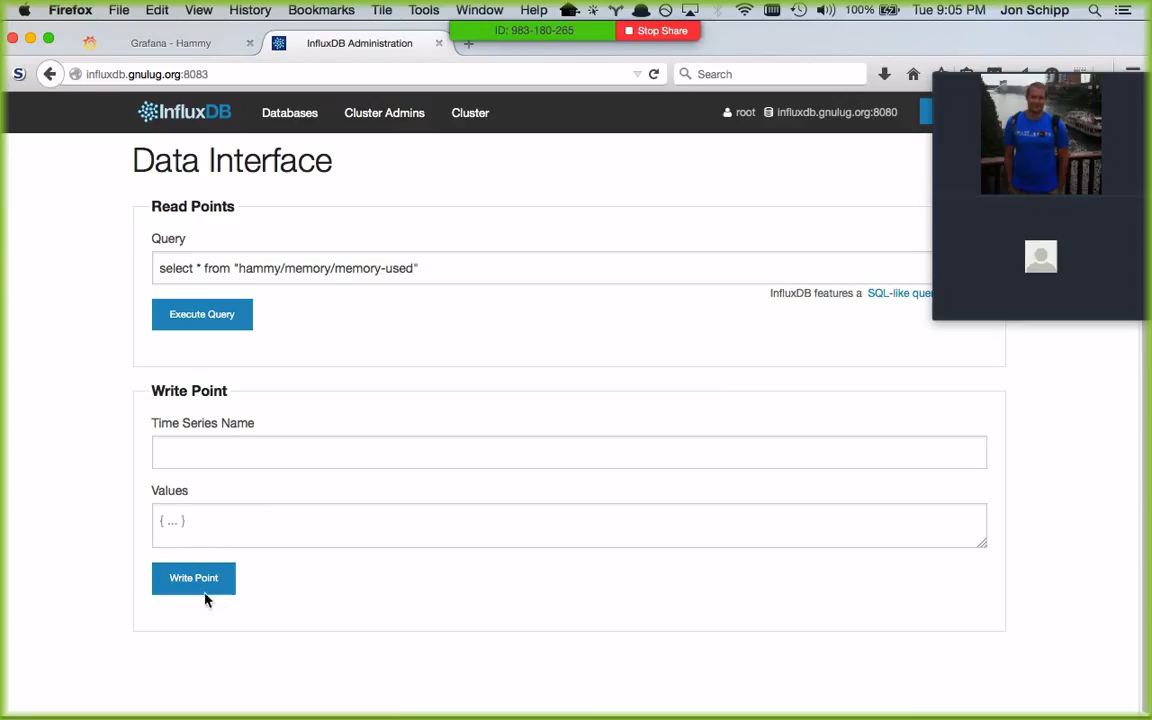 Firefox File Edit View History Bookmarks Tile Tools Window Help 100% Tue 9:05 PM Jon Schipp
ID: 983-180-265 Stop Share
Grafana - Hammy × InfluxDB Administration × +
S influxdb.gnulug.org:8083 Search
InfluxDB Databases Cluster Admins Cluster root influxdb.gnulug.org:8080
Data Interface
Read Points
Query
select * from "hammy/memory/memory-used"
InfluxDB features a SQL-like que
Execute Query
Write Point
Time Series Name
Values
{ ... }
Write Point